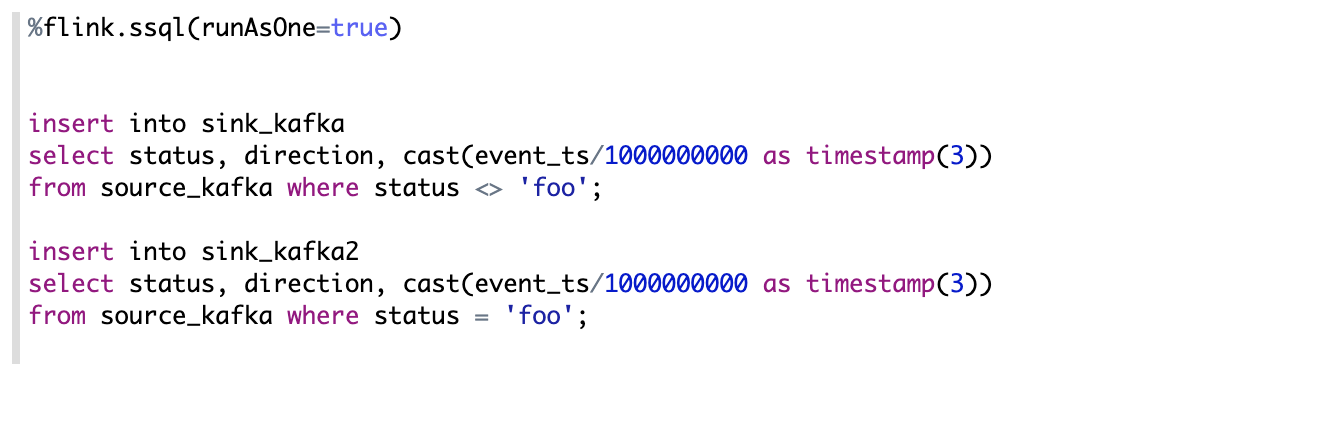 %flink.ssql(runAsOne=true)
insert into sink_kafka
select status, direction, cast(event_ts/1000000000 as timestamp(3))
from source_kafka where status <> 'foo';
insert into sink_kafka2
select status, direction, cast(event_ts/1000000000 as timestamp(3))
from source_kafka where status = 'foo';